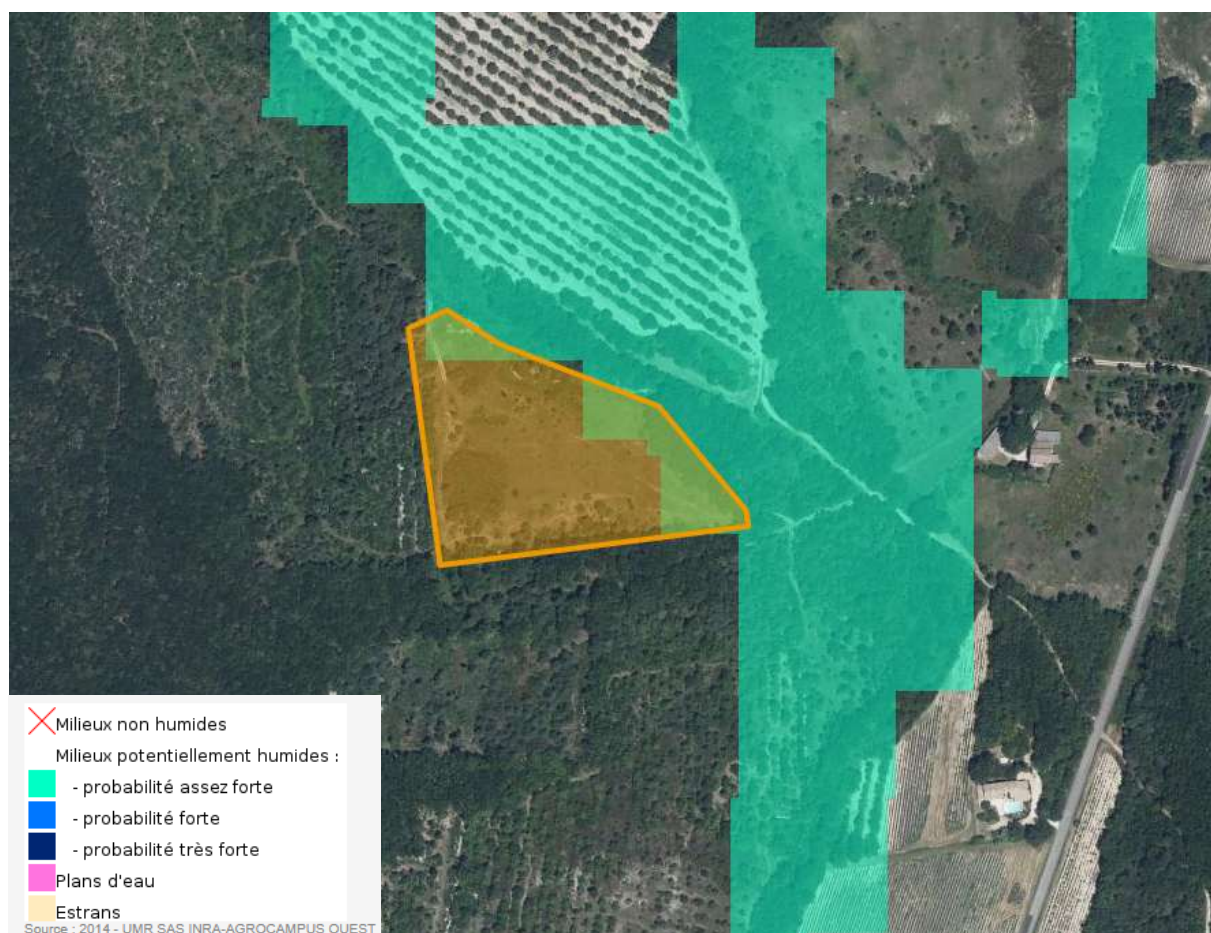 Milieux non humides
Milieux potentiellement humides :
- probabilité assez forte
- probabilité forte
- probabilité très forte
Plans d'eau
Estrans
Source : 2014 - UMR SAS INRA-AGROCAMPUS OUEST